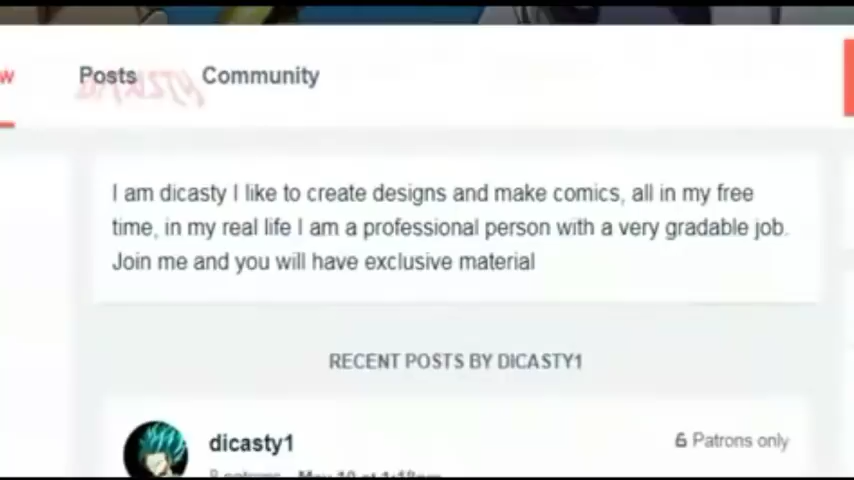 w Posts Community
I am dicasty I like to create designs and make comics, all in my free
time, in my real life I am a professional person with a very gradable job.
Join me and you will have exclusive material
RECENT POSTS BY DICASTY1
dicasty1
Patrons only